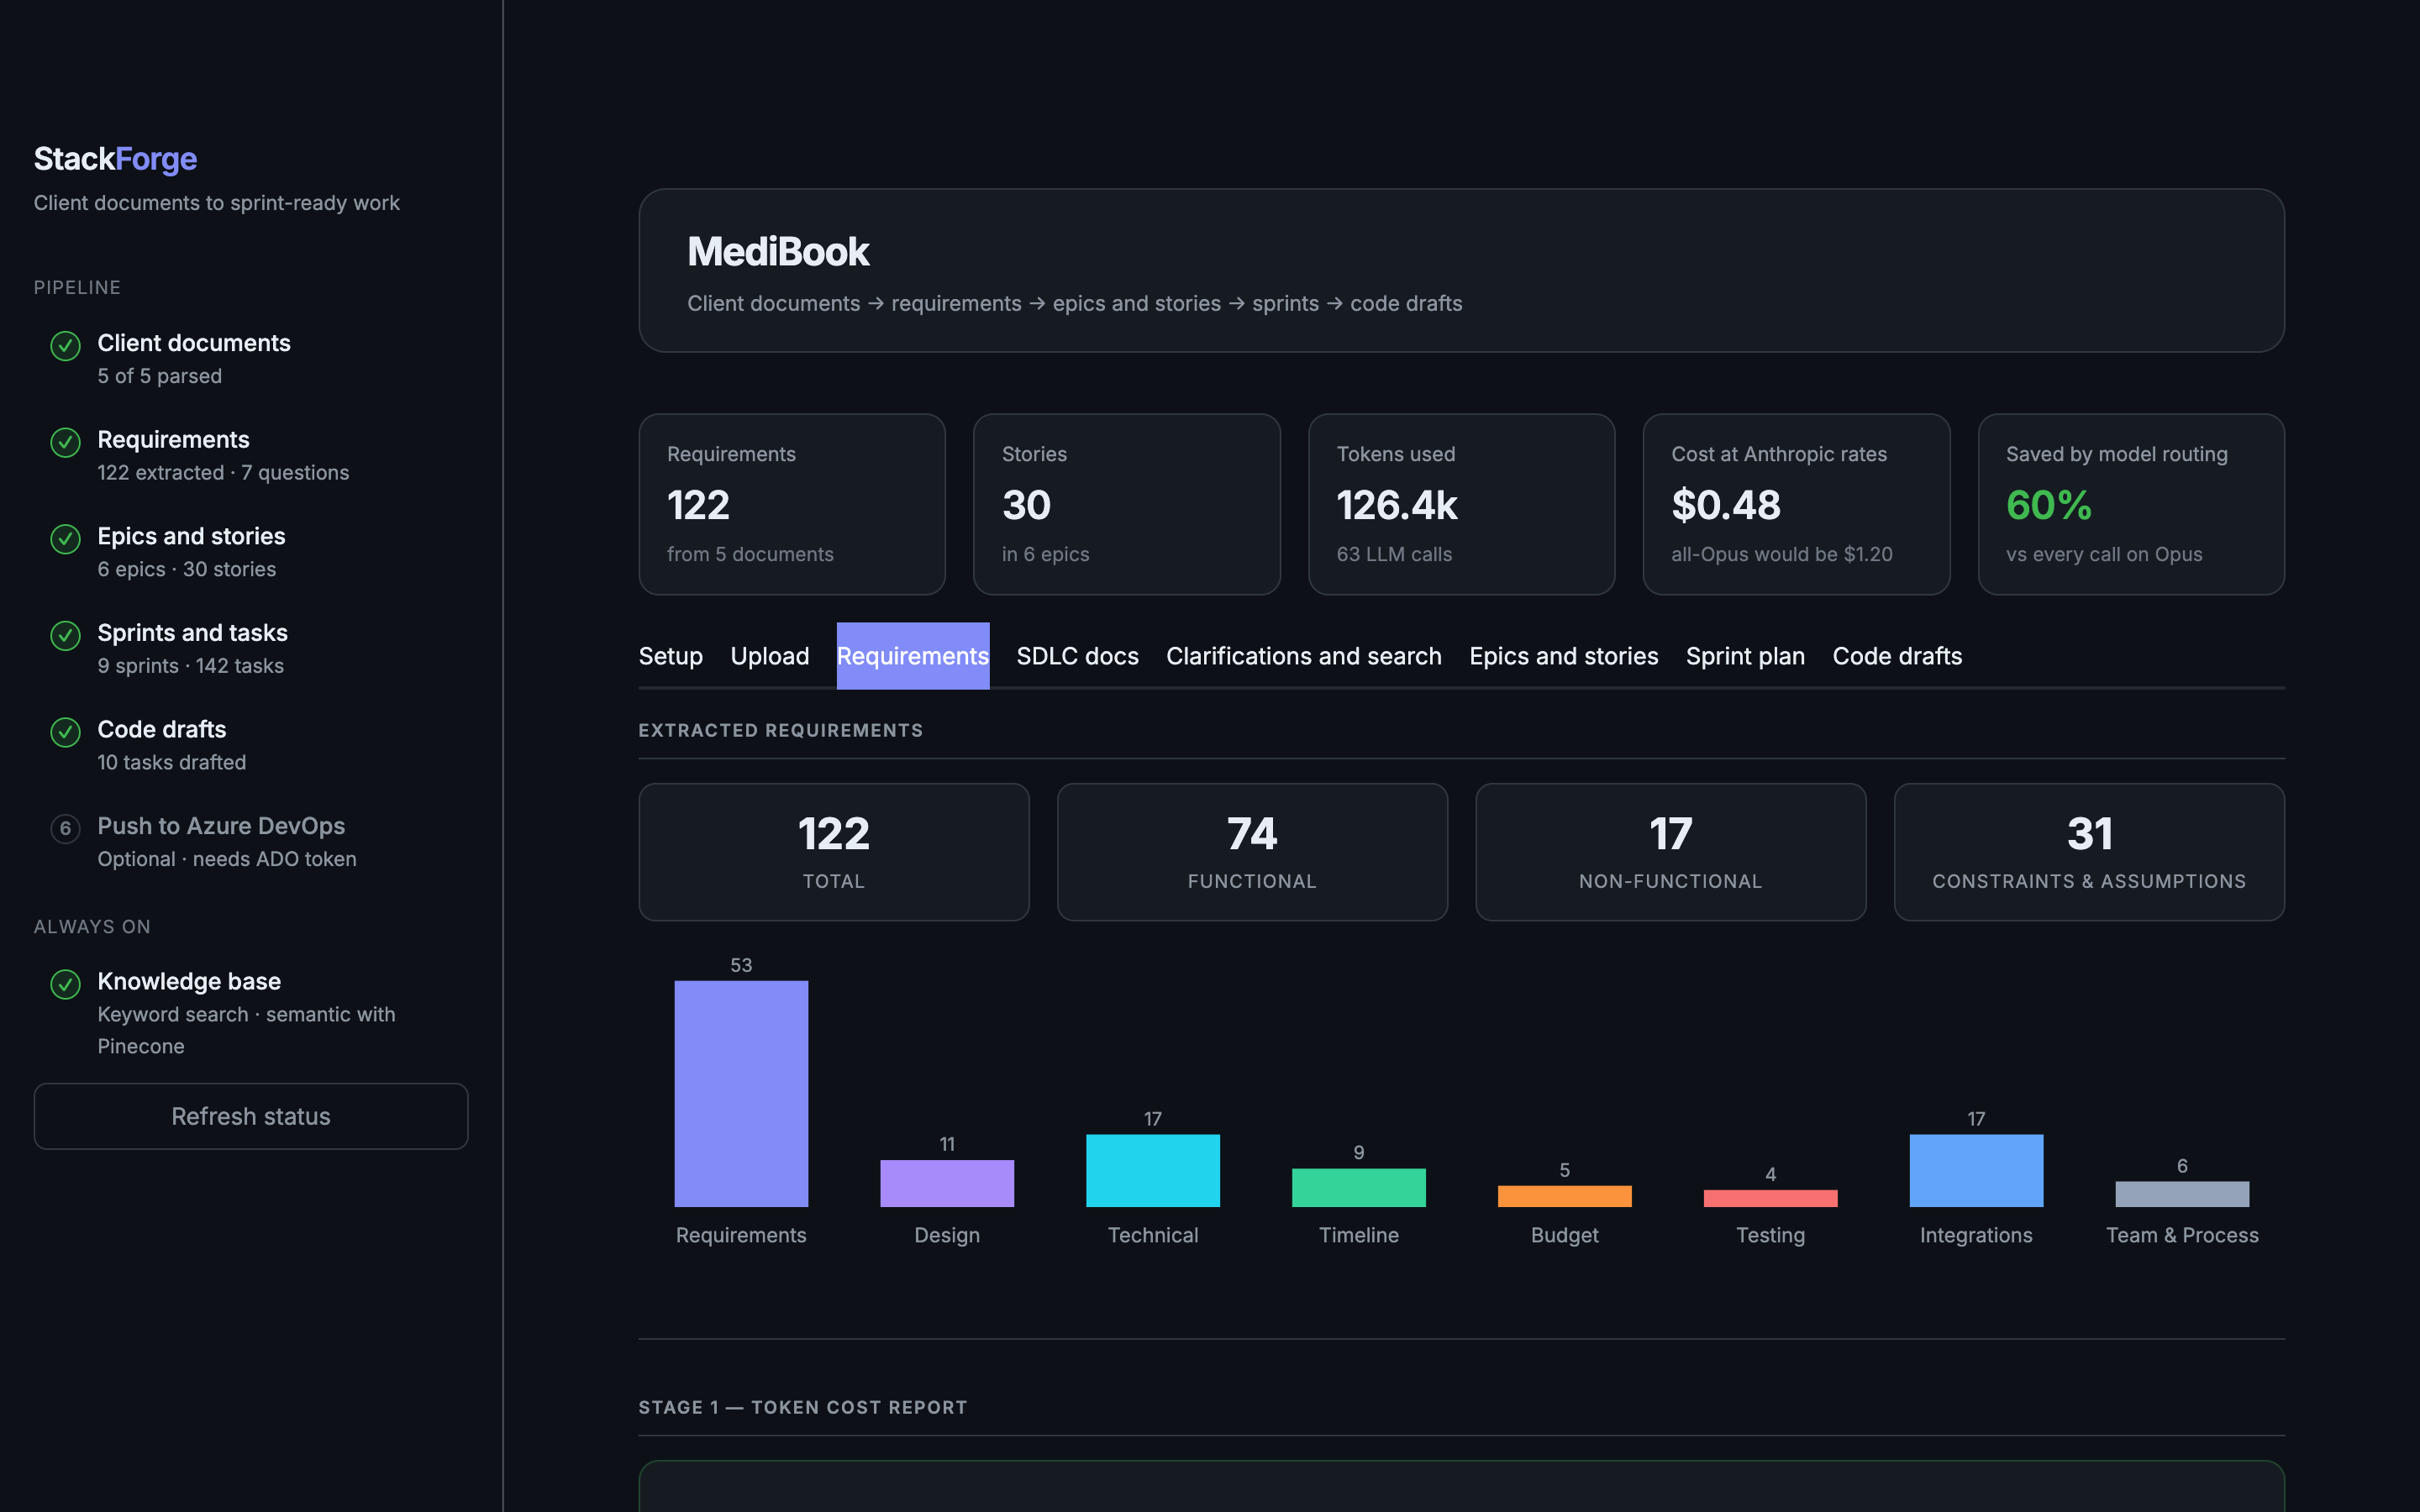 StackForge
Client documents to sprint-ready work
PIPELINE
Client documents
5 of 5 parsed
Requirements
122 extracted · 7 questions
Epics and stories
6 epics · 30 stories
Sprints and tasks
9 sprints · 142 tasks
Code drafts
10 tasks drafted
6
Push to Azure DevOps
Optional · needs ADO token
ALWAYS ON
Knowledge base
Keyword search · semantic with
Pinecone
Refresh status
MediBook
Client documents → requirements → epics and stories → sprints → code drafts
Requirements
122
from 5 documents
Stories
30
in 6 epics
Tokens used
126.4k
63 LLM calls
Cost at Anthropic rates
$0.48
all-Opus would be $1.20
Saved by model routing
60%
vs every call on Opus
Setup Upload Requirements SDLC docs Clarifications and search Epics and stories Sprint plan Code drafts
EXTRACTED REQUIREMENTS
122
TOTAL
74
FUNCTIONAL
17
NON-FUNCTIONAL
31
CONSTRAINTS & ASSUMPTIONS
53
Requirements
11
Design
17
Technical
9
Timeline
5
Budget
4
Testing
17
Integrations
6
Team & Process
STAGE 1 — TOKEN COST REPORT